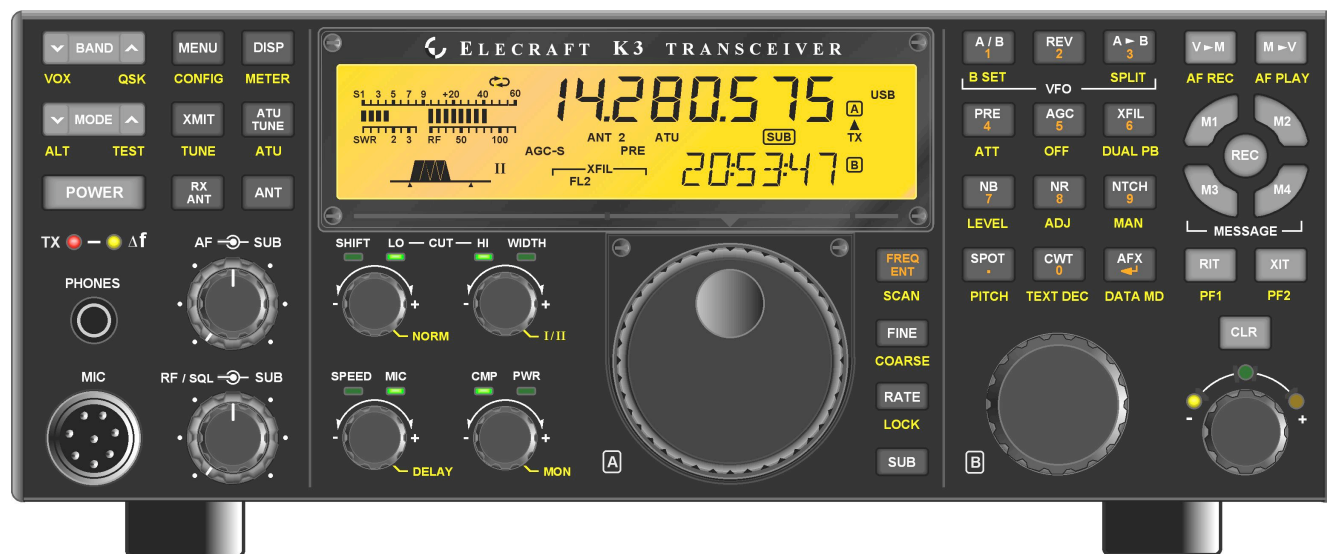 ELECRAFT K3 TRANSCEIVER
BAND
VOX QSK
MENU
CONFIG
DISP
METER
MODE
ALT TEST
XMIT
TUNE
ATU
TUNE
ATU
POWER
RX
ANT
ANT
TX – Δf
PHONES
MIC
AF SUB
RF / SQL SUB
S1 3 5 7 9 +20 40 60
SWR 2 3 RF 50 100
14.280.575
USB
A
TX
ANT 2 ATU SUB
AGC-S PRE
II XFIL
FL2
20:53:47 B
SHIFT LO CUT HI WIDTH
- + - +
NORM I/II
SPEED MIC CMP PWR
- + - +
DELAY MON
A
FREQ
ENT
SCAN
FINE
COARSE
RATE
LOCK
SUB
A / B
1
REV
2
A ► B
3
B SET VFO SPLIT
PRE
4
ATT
AGC
5
OFF
XFIL
6
DUAL PB
NB
7
LEVEL
NR
8
ADJ
NTCH
9
MAN
SPOT
.
PITCH
CWT
0
TEXT DEC
AFX
DATA MD
B
V►M
AF REC
M►V
AF PLAY
M1 M2
REC
M3 M4
MESSAGE
RIT
PF1
XIT
PF2
CLR
- +